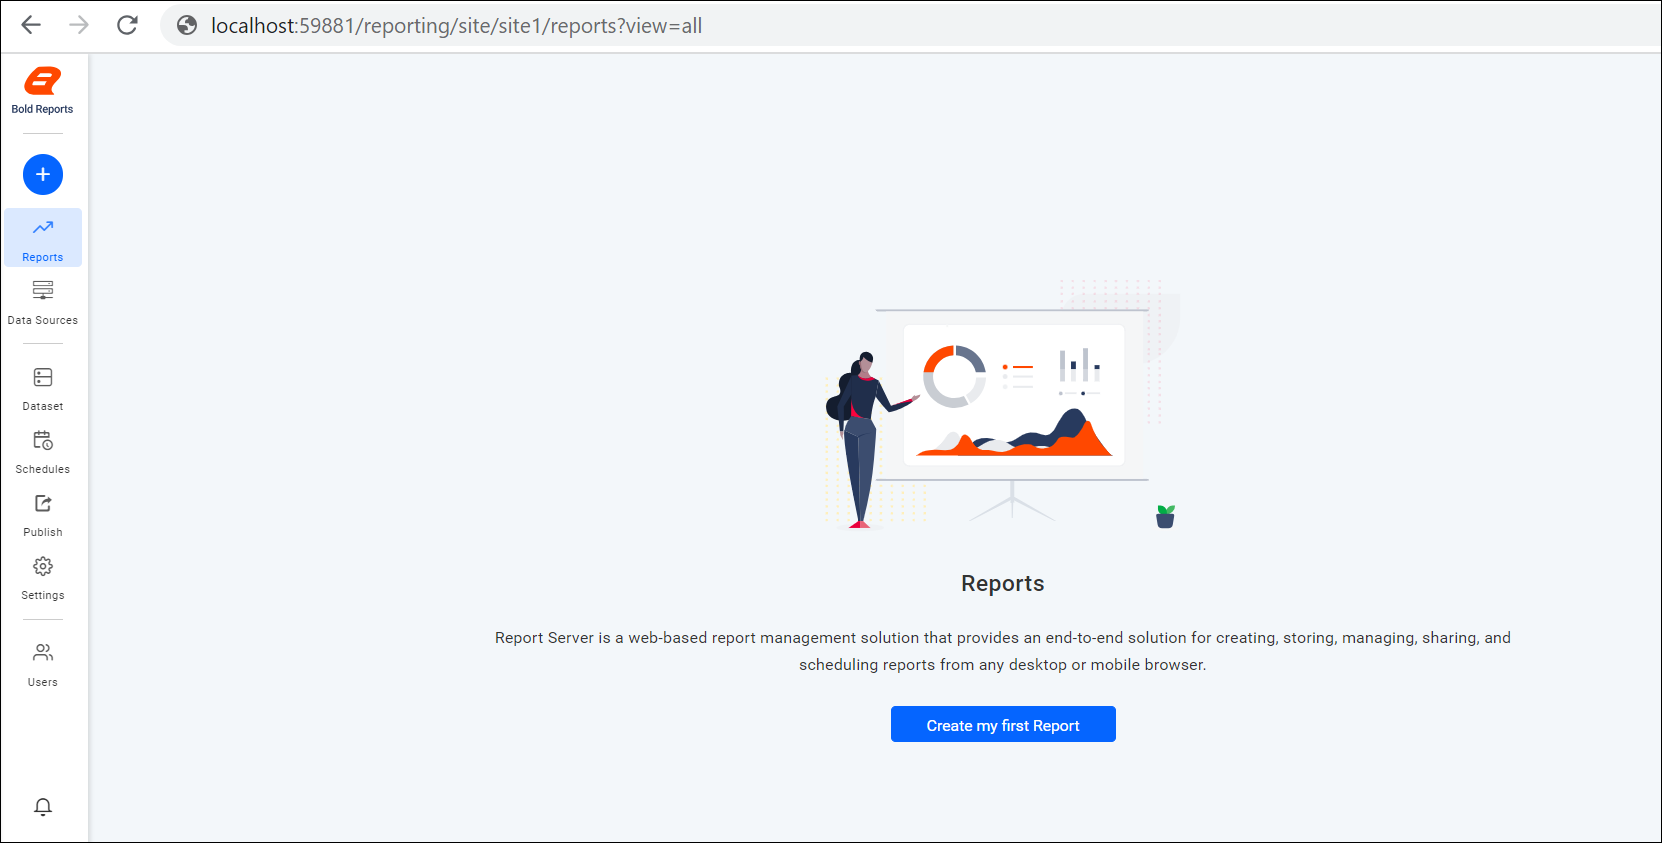 localhost:59881/reporting/site/site1/reports?view=all
Bold Reports
Reports
Data Sources
Dataset
Schedules
Publish
Settings
Users
Reports
Report Server is a web-based report management solution that provides an end-to-end solution for creating, storing, managing, sharing, and
scheduling reports from any desktop or mobile browser.
Create my first Report